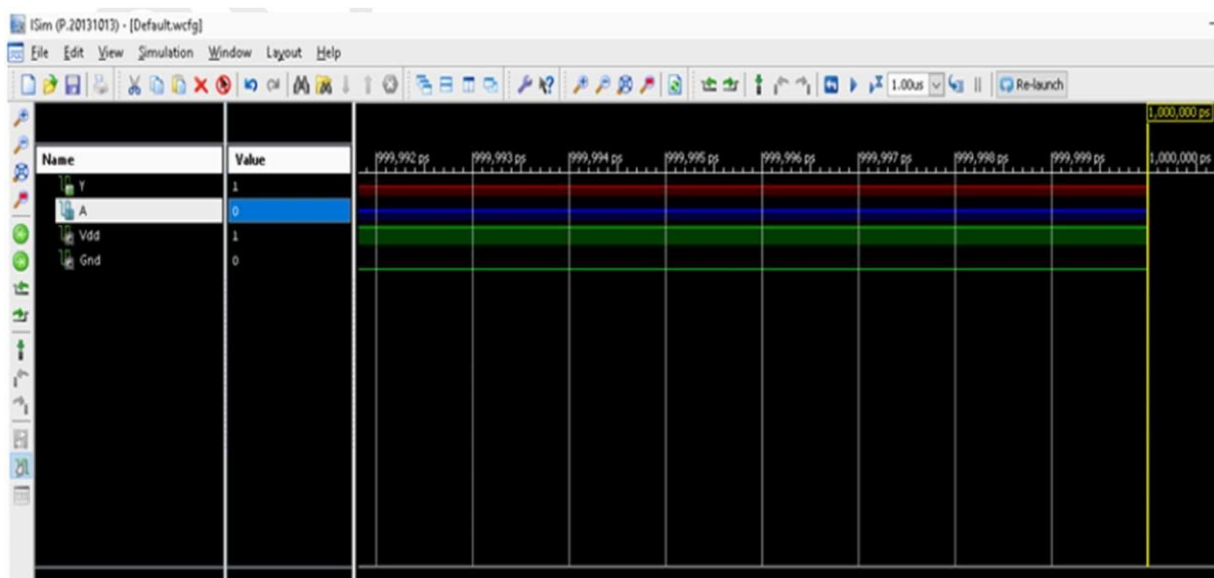 ISim (P.20131013) - [Default.wcfg]
File Edit View Simulation Window Layout Help
1.00us Re-launch
1,000,000 ps
Name Value 999,992 ps 999,993 ps 999,994 ps 999,995 ps 999,996 ps 999,997 ps 999,998 ps 999,999 ps 1,000,000 ps
Y 1
A 0
Vdd 1
Gnd 0